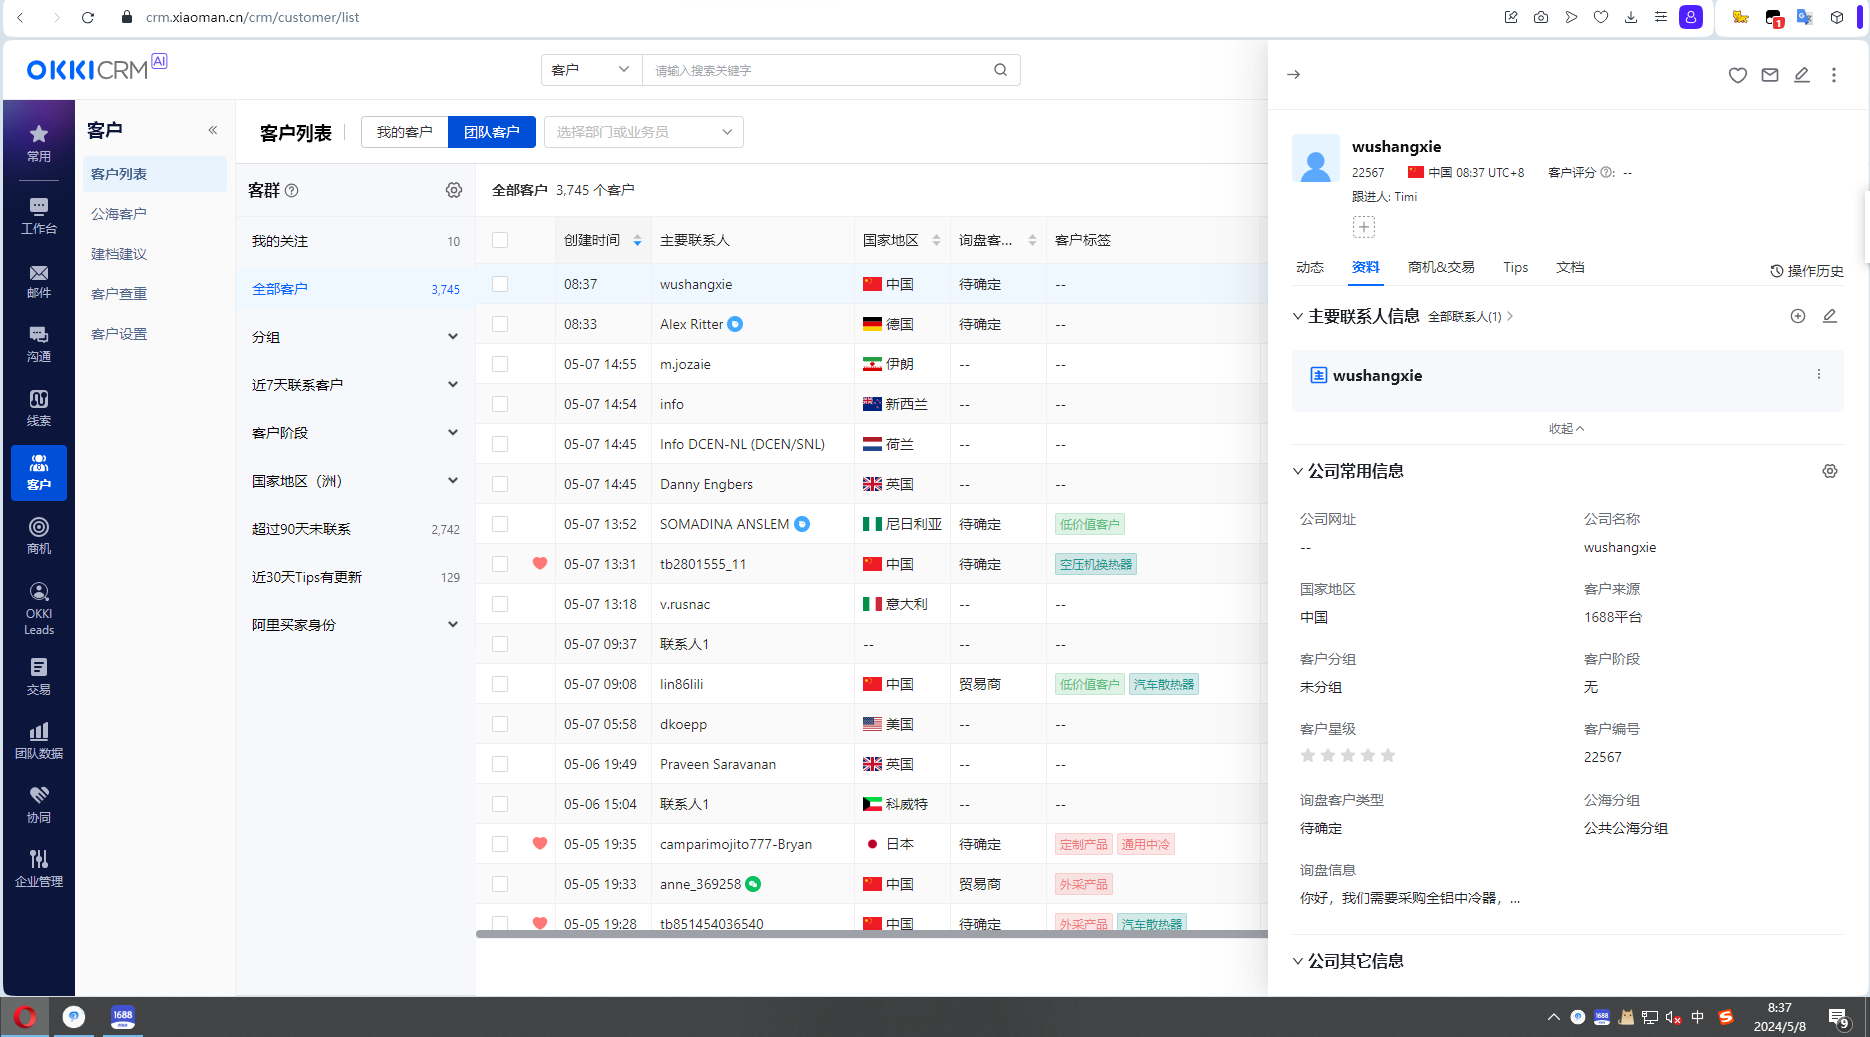 crm.xiaoman.cn/crm/customer/list
1
OKKICRM AI
客户
请输入搜索关键字
常用
工作台
邮件
沟通
线索
客户
商机
OKKI
Leads
交易
团队数据
协同
企业管理
客户
客户列表
公海客户
建档建议
客户查重
客户设置
客户列表
我的客户
团队客户
选择部门或业务员
客群
我的关注 10
全部客户 3,745
分组
近7天联系客户
客户阶段
国家地区（洲）
超过90天未联系 2,742
近30天Tips有更新 129
阿里买家身份
全部客户 3,745 个客户
创建时间 主要联系人 国家地区 询盘客... 客户标签
08:37 wushangxie 中国 待确定 --
08:33 Alex Ritter 德国 待确定 --
05-07 14:55 m.jozaie 伊朗 -- --
05-07 14:54 info 新西兰 -- --
05-07 14:45 Info DCEN-NL (DCEN/SNL) 荷兰 -- --
05-07 14:45 Danny Engbers 英国 -- --
05-07 13:52 SOMADINA ANSLEM 尼日利亚 待确定 低价值客户
05-07 13:31 tb2801555_11 中国 待确定 空压机换热器
05-07 13:18 v.rusnac 意大利 -- --
05-07 09:37 联系人1 -- -- --
05-07 09:08 lin86lili 中国 贸易商 低价值客户 汽车散热器
05-07 05:58 dkoepp 美国 -- --
05-06 19:49 Praveen Saravanan 英国 -- --
05-06 15:04 联系人1 科威特 -- --
05-05 19:35 camparimojito777-Bryan 日本 待确定 定制产品 通用中冷
05-05 19:33 anne_369258 中国 贸易商 外采产品
05-05 19:28 tb851454036540 中国 待确定 外采产品 汽车散热器
wushangxie
22567 中国 08:37 UTC+8 客户评分 : --
跟进人: Timi
动态 资料 商机&交易 Tips 文档 操作历史
主要联系人信息 全部联系人(1)
主 wushangxie
收起
公司常用信息
公司网址 公司名称
-- wushangxie
国家地区 客户来源
中国 1688平台
客户分组 客户阶段
未分组 无
客户星级 客户编号
22567
询盘客户类型 公海分组
待确定 公共公海分组
询盘信息
你好，我们需要采购全铝中冷器，...
公司其它信息
1688
1688
中
8:37
2024/5/8
9